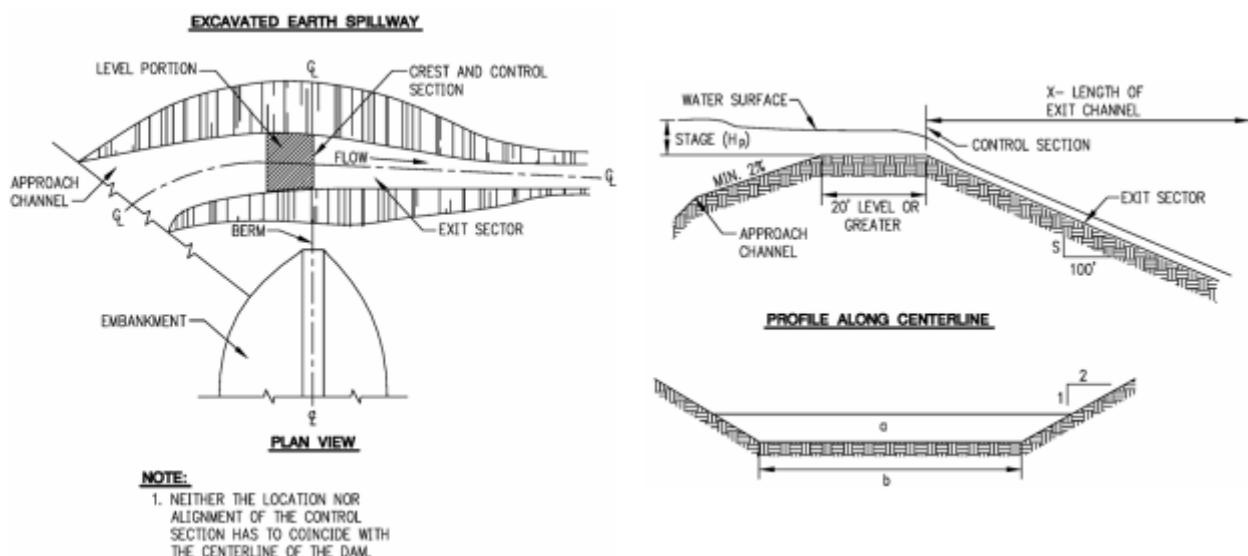 EXCAVATED EARTH SPILLWAY
LEVEL PORTION
℄
CREST AND CONTROL
SECTION
FLOW
APPROACH
CHANNEL
℄
℄
BERM
EXIT SECTOR
EMBANKMENT
℄
PLAN VIEW
NOTE:
1. NEITHER THE LOCATION NOR
ALIGNMENT OF THE CONTROL
SECTION HAS TO COINCIDE WITH
THE CENTERLINE OF THE DAM.
WATER SURFACE
X- LENGTH OF
EXIT CHANNEL
STAGE (Hp)
CONTROL SECTION
MIN. 2%
20' LEVEL OR
GREATER
EXIT SECTOR
APPROACH
CHANNEL
S
100'
PROFILE ALONG CENTERLINE
2
1
a
b